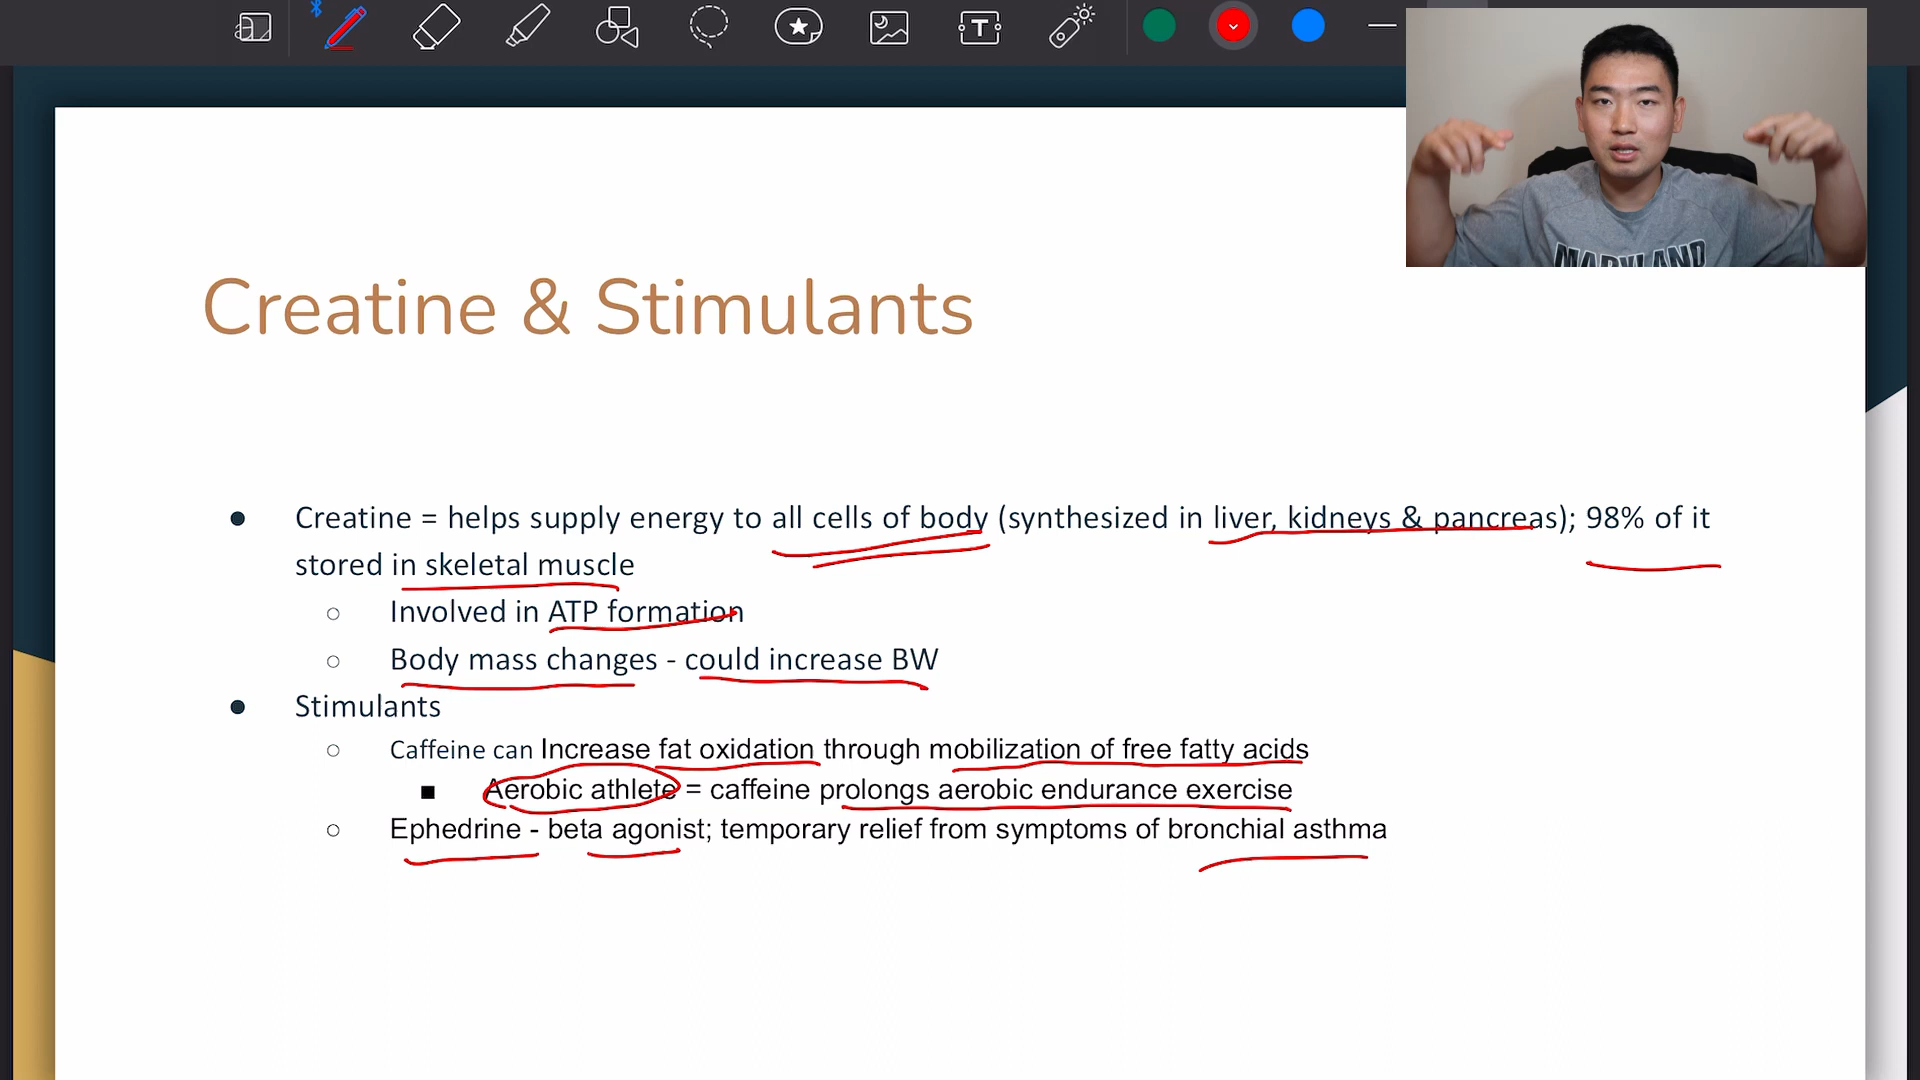 MARYLAND
Creatine & Stimulants
● Creatine = helps supply energy to all cells of body (synthesized in liver, kidneys & pancreas); 98% of it
stored in skeletal muscle
○ Involved in ATP formation
○ Body mass changes - could increase BW
● Stimulants
○ Caffeine can Increase fat oxidation through mobilization of free fatty acids
■ Aerobic athlete = caffeine prolongs aerobic endurance exercise
○ Ephedrine - beta agonist; temporary relief from symptoms of bronchial asthma